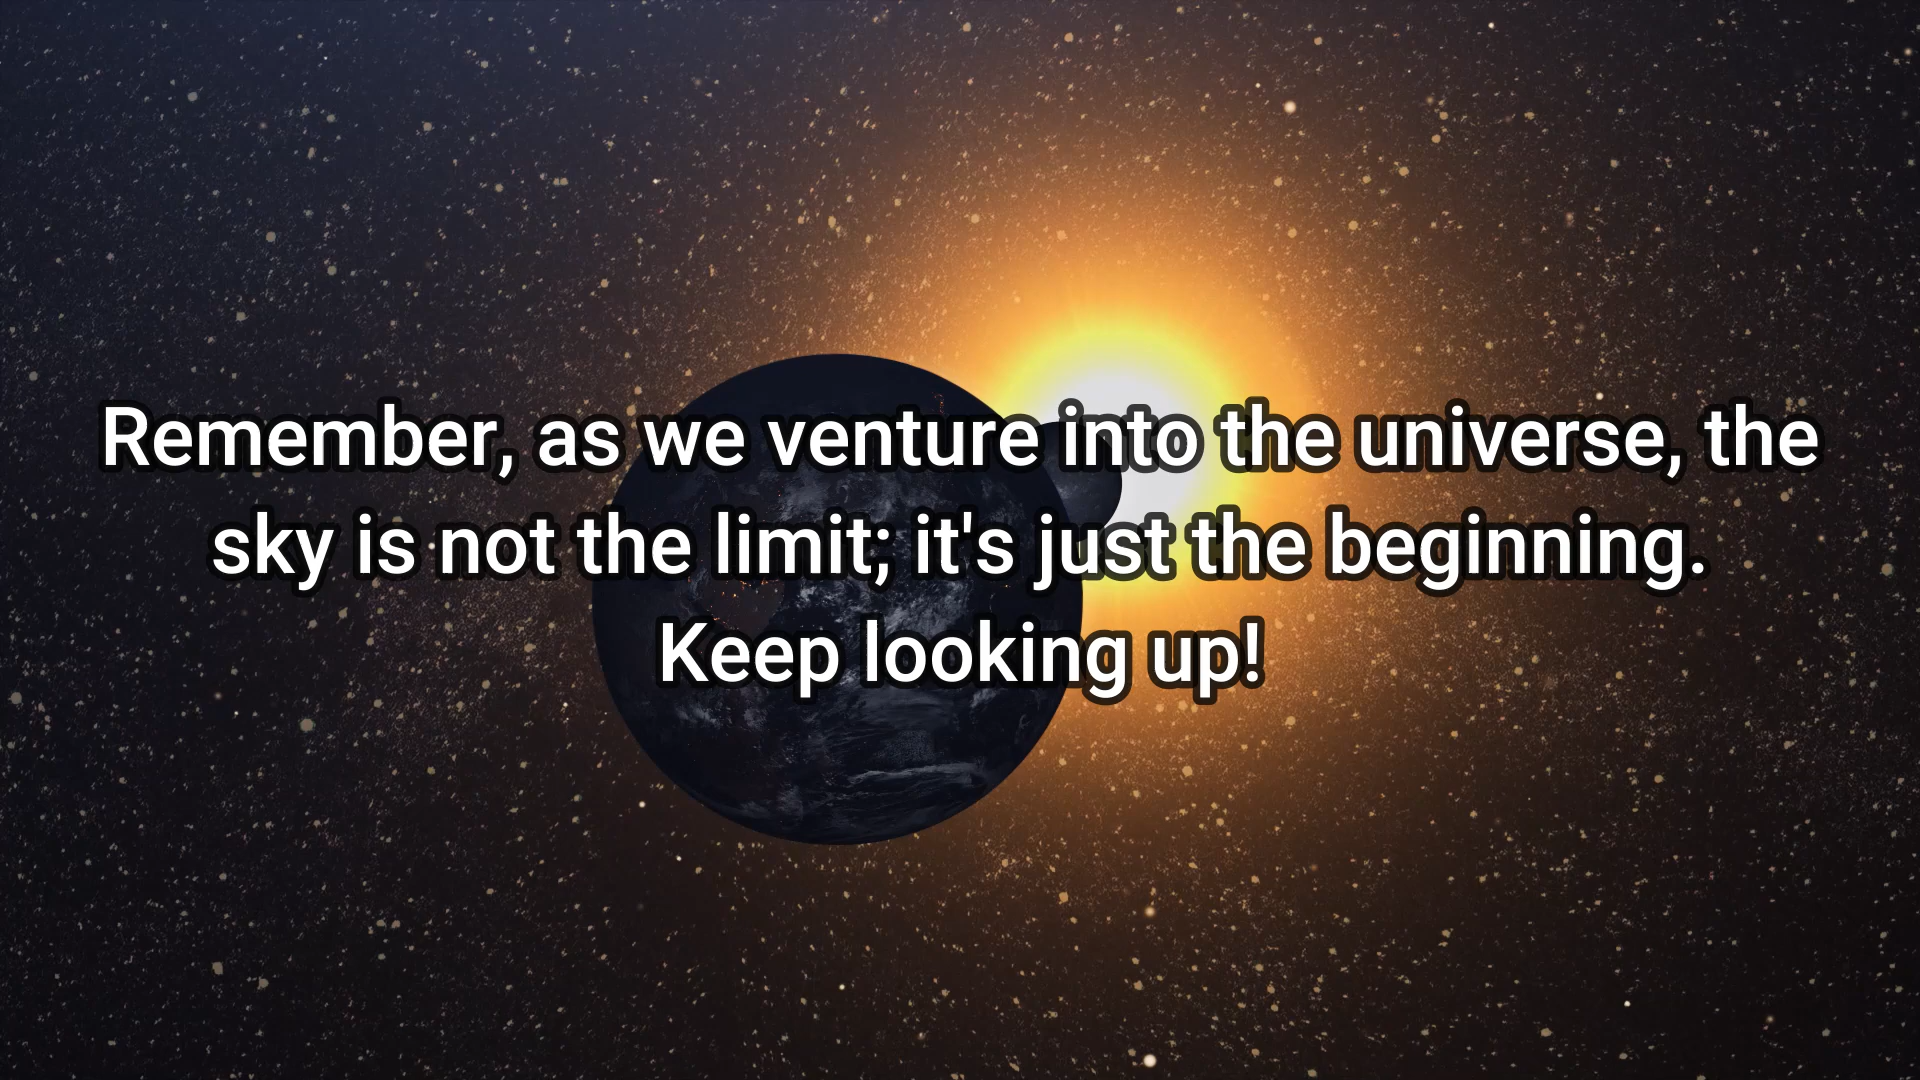 Remember, as we venture into the universe, the
sky is not the limit; it's just the beginning.
Keep looking up!